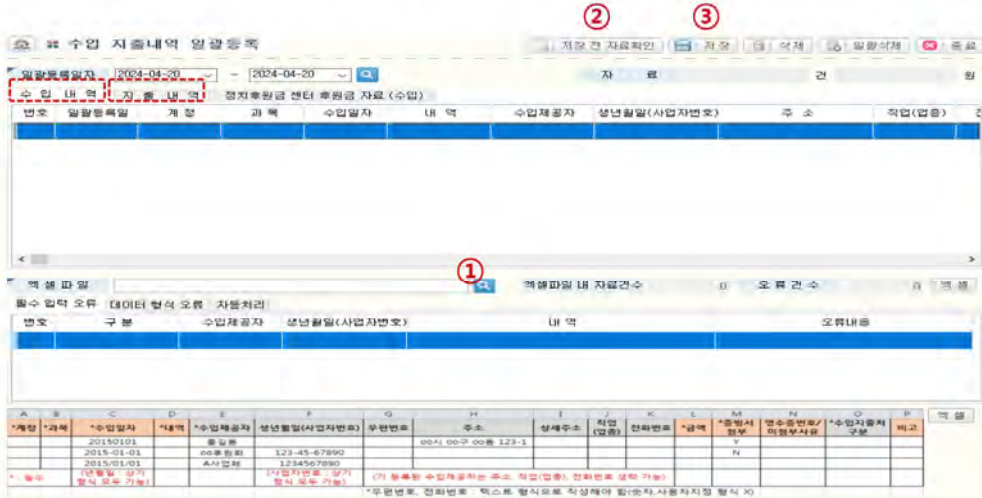 ② ③
수입 지출내역 일괄등록 저장 전 자료확인 저장 삭제 일괄삭제 종료
일괄등록일자 2024-04-20 ~ 2024-04-20 자 료 건 원
수 입 내 역 지 출 내 역 정치후원금 센터 후원금 자료 (수입)
번호 일괄등록일 계 정 과 목 수입일자 내 역 수입제공자 생년월일(사업자번호) 주 소 직업(업종)
①
엑 셀 파 일 엑셀파일 내 자료건수 0 오 류 건 수 0 엑 셀
필수 입력 오류 데이터 형식 오류 자동처리
번호 구 분 수입제공자 생년월일(사업자번호) 내 역 오류내용
A B C D E F G H I J K L M N O P 엑 셀
*계정 *과목 *수입일자 *내역 *수입제공자 생년월일(사업자번호) 우편번호 주소 상세주소 직업(업종) 전화번호 *금액 *증빙서첨부 영수증번호/미첨부사유 *수입지출처구분 비고
20150101 홍길동 00시 00구 00동 123-1 Y
2015-01-01 00후원회 123-45-67890 N
2015/01/01 A사업체 1234567890
*: 필수 (년월일 : 상기 형식 모두 가능) (사업자번호 : 상기 형식 모두 가능) (기 등록된 수입제공자는 주소, 직업(업종), 전화번호 생략 가능)
*우편번호, 전화번호 : 텍스트 형식으로 작성해야 함(숫자,사용자지정 형식 X)